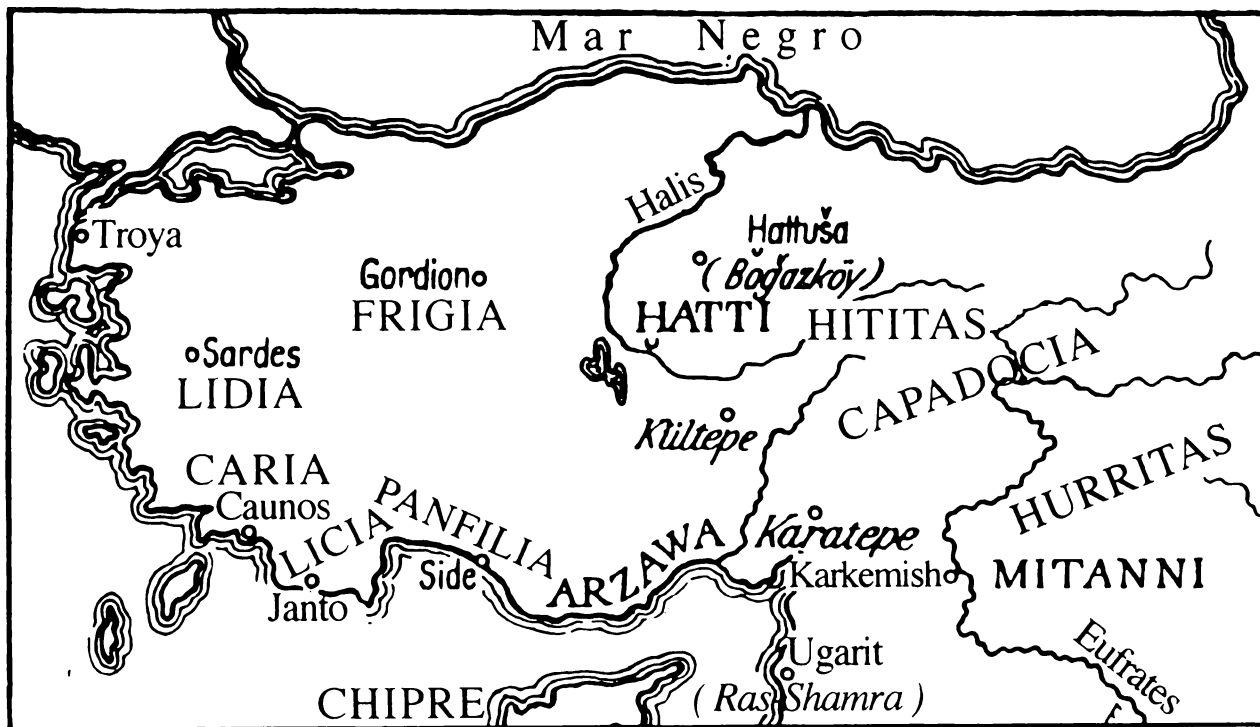 Mar Negro
Halis
Troya
Hattuša
(Boğazköy)
Gordion
FRIGIA
HATTI
HITITAS
Sardes
LIDIA
CAPADOCIA
Kültepe
CARIA
Caunos
LICIA
PANFILIA
ARZAWA
HURRITAS
Karatepe
Side
Janto
Karkemish
MITANNI
Ugarit
(Ras Shamra)
Eufrates
CHIPRE